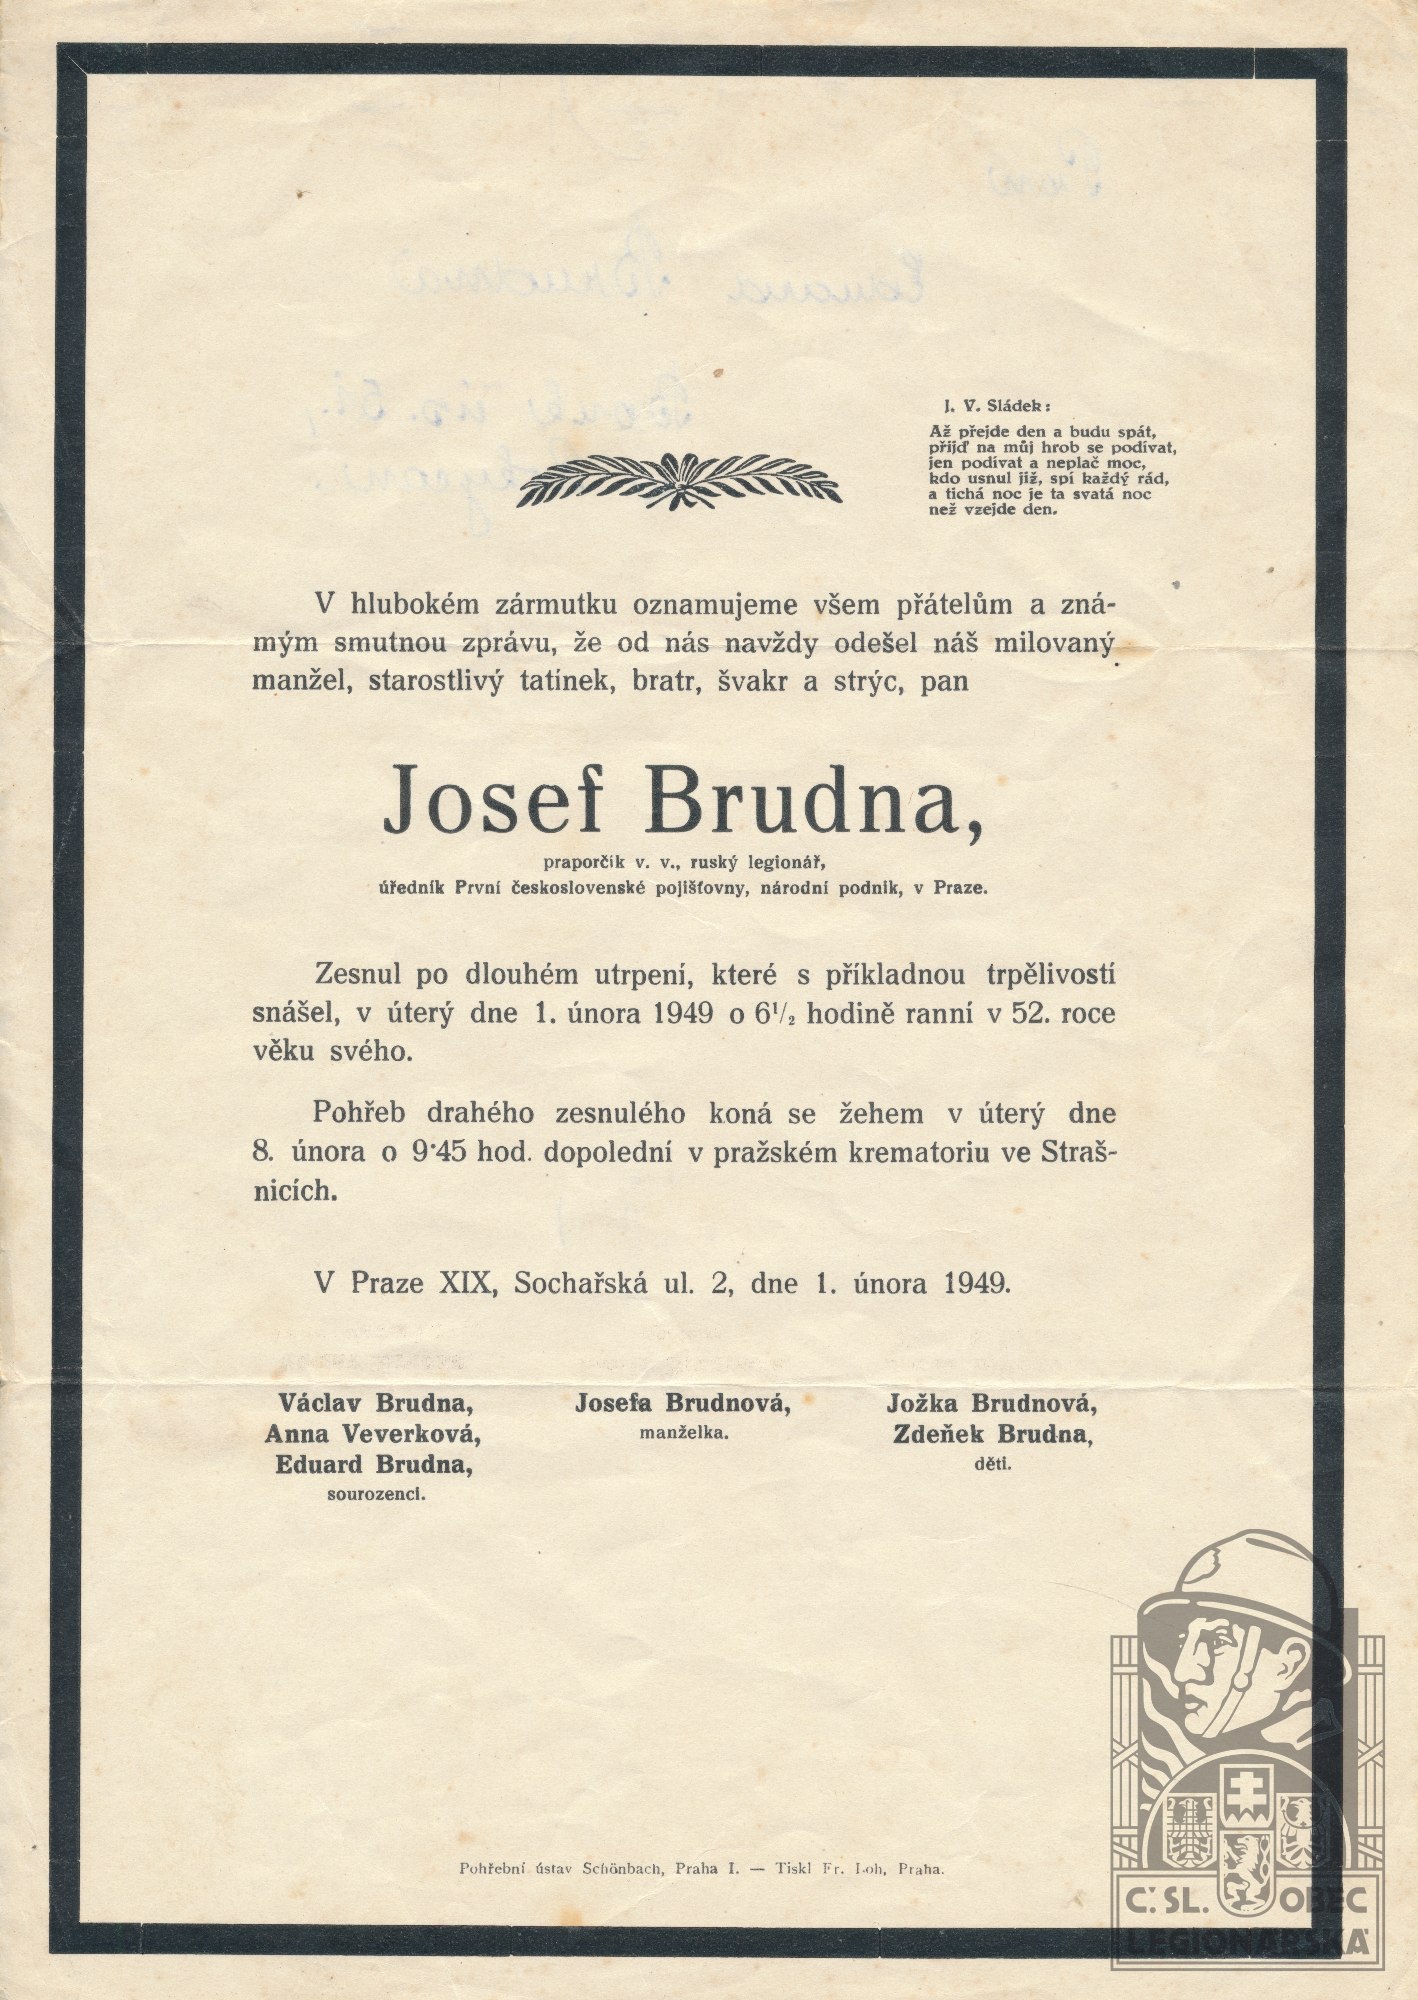 J. V. Sládek:
Až přejde den a budu spát,
přijď na můj hrob se podívat,
jen podívat a neplač moc,
kdo usnul již, spí každý rád,
a tichá noc je ta svatá noc
než vzejde den.
V hlubokém zármutku oznamujeme všem přátelům a zná-
mým smutnou zprávu, že od nás navždy odešel náš milovaný
manžel, starostlivý tatínek, bratr, švakr a strýc, pan
Josef Brudna,
praporčík v. v., ruský legionář,
úředník První československé pojišťovny, národní podnik, v Praze.
Zesnul po dlouhém utrpení, které s příkladnou trpělivostí
snášel, v úterý dne 1. února 1949 o 6¹/₂ hodině ranní v 52. roce
věku svého.
Pohřeb drahého zesnulého koná se žehem v úterý dne
8. února o 9·45 hod. dopolední v pražském krematoriu ve Straš-
nicích.
V Praze XIX, Sochařská ul. 2, dne 1. února 1949.
Václav Brudna,
Anna Veverková,
Eduard Brudna,
sourozenci.
Josefa Brudnová,
manželka.
Jožka Brudnová,
Zdeňek Brudna,
děti.
Pohřební ústav Schönbach, Praha I. — Tiskl Fr. Loh, Praha.
Č.SL. OBEC
LEGIONÁŘSKÁ